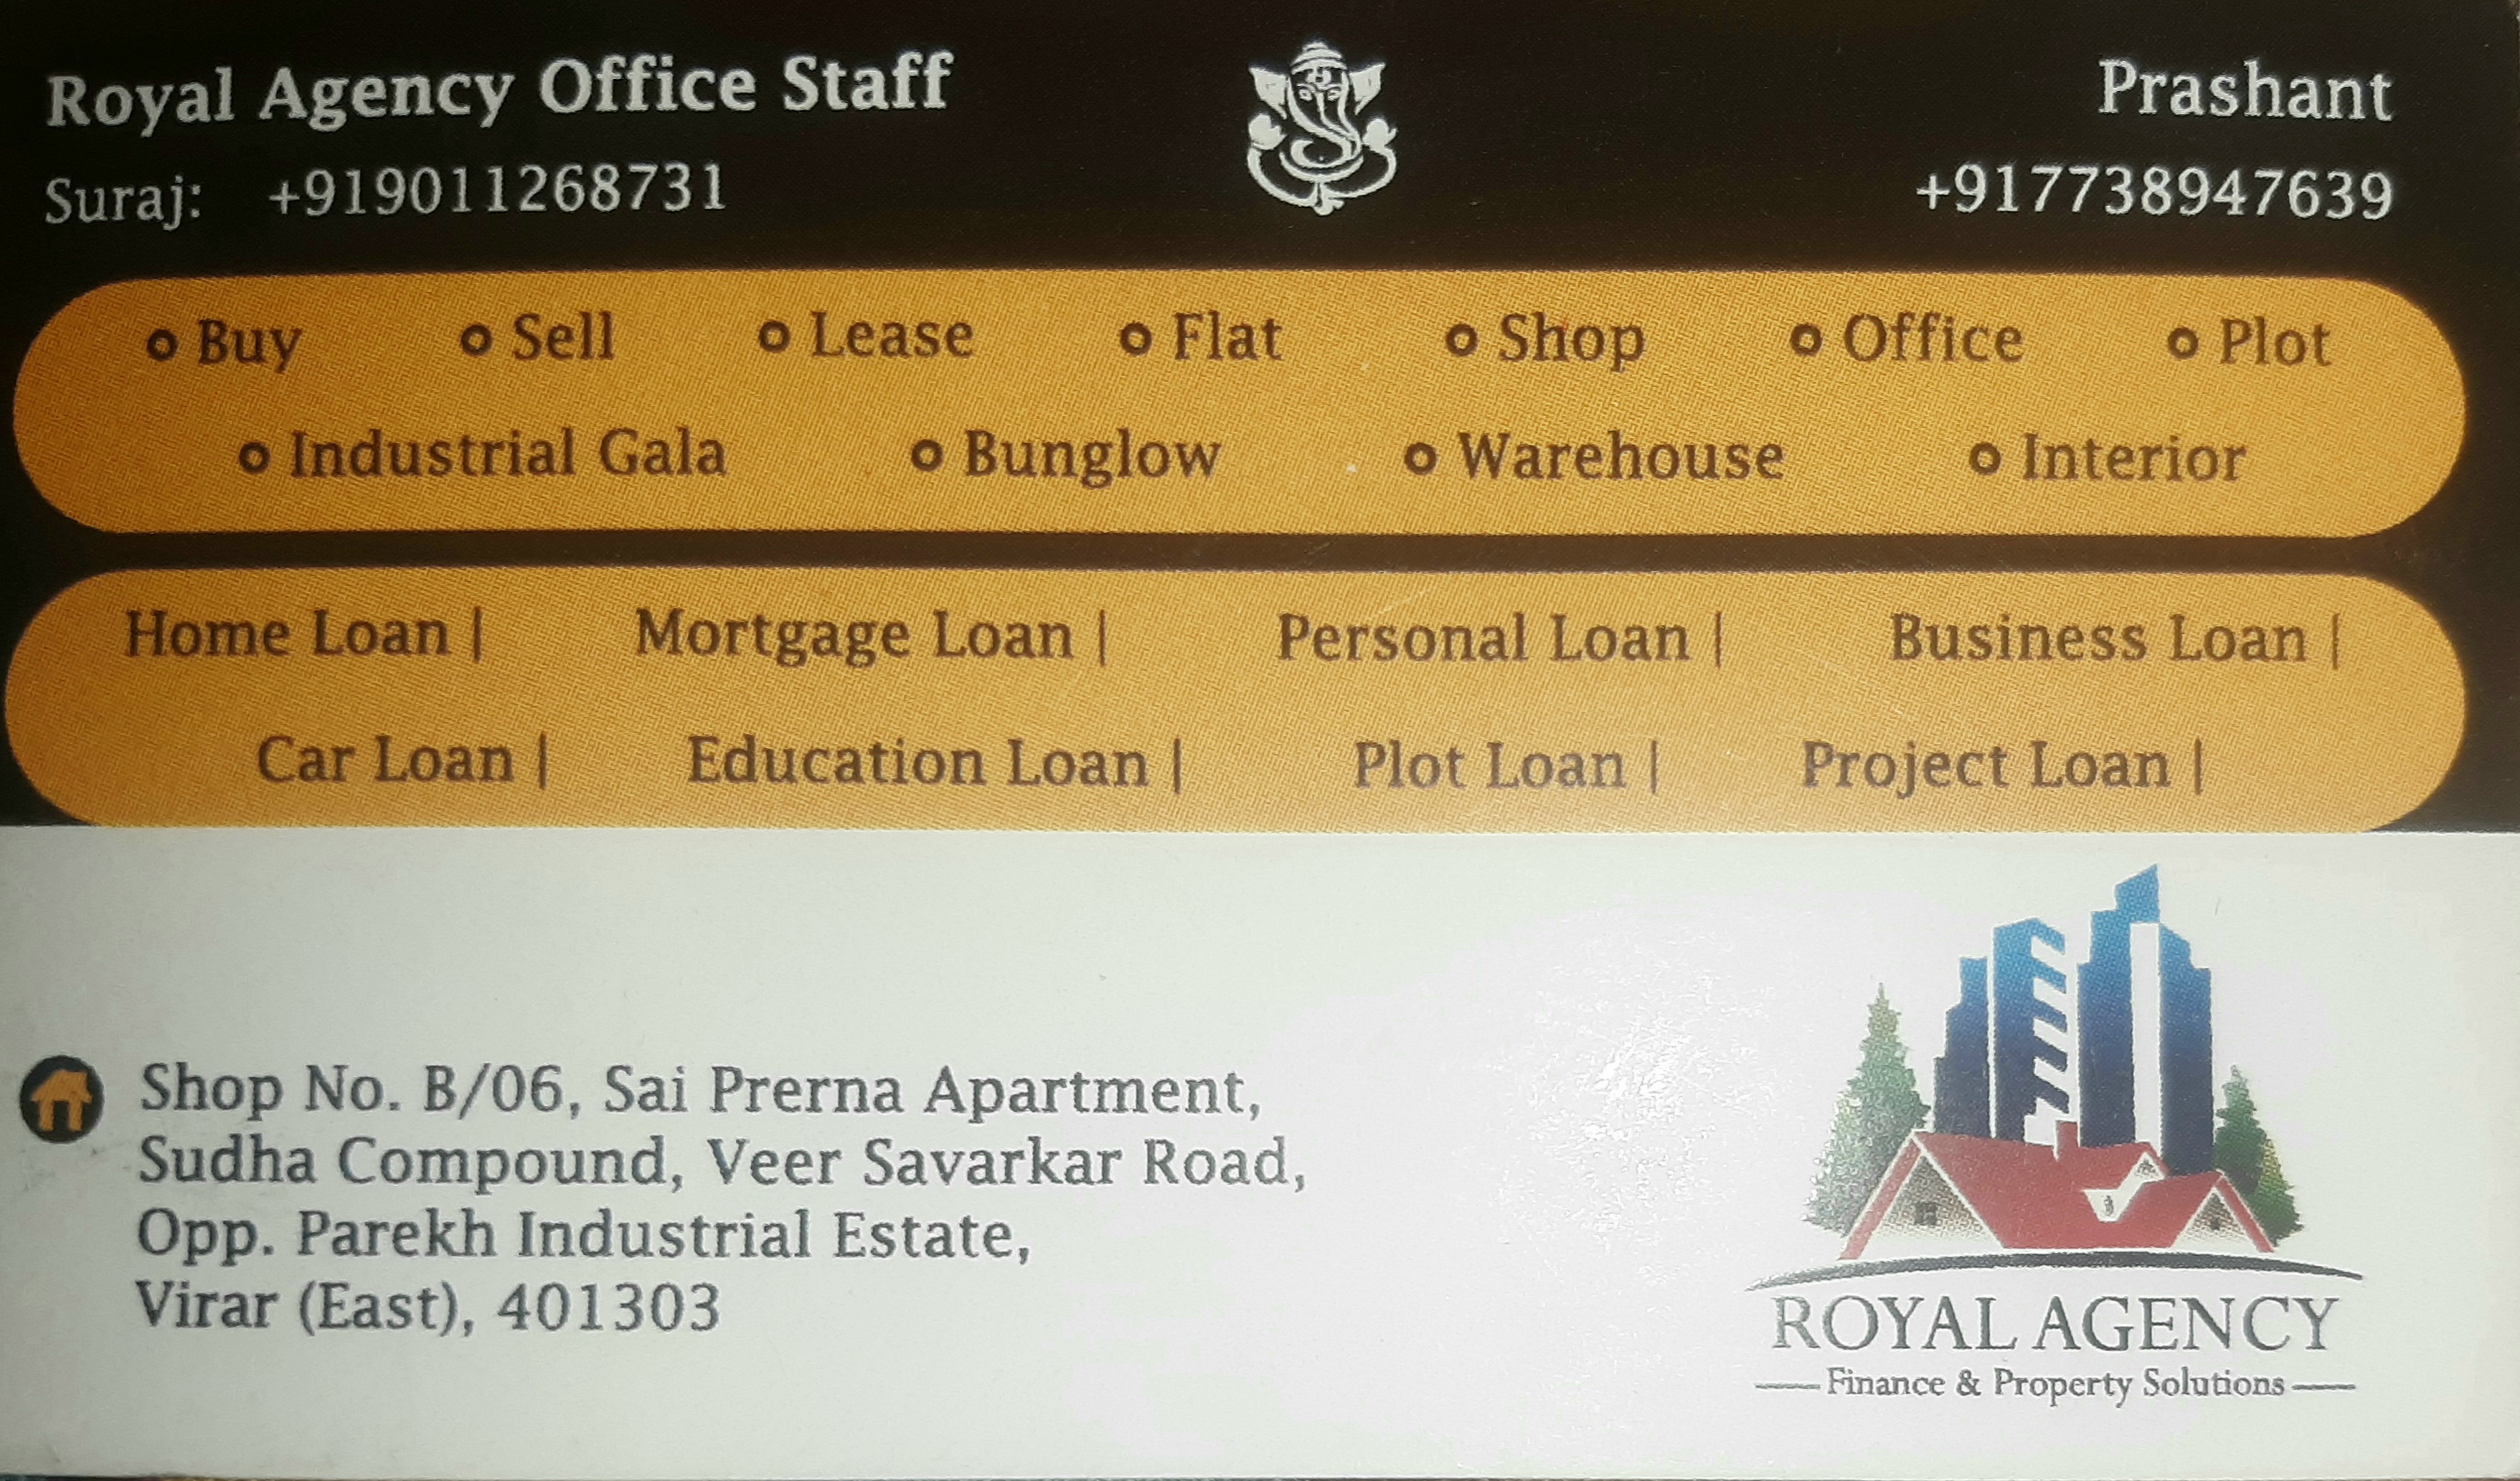 Royal Agency Office Staff
Suraj: +919011268731
Prashant
+917738947639
Buy Sell Lease Flat Shop Office Plot
Industrial Gala Bunglow Warehouse Interior
Home Loan | Mortgage Loan | Personal Loan | Business Loan |
Car Loan | Education Loan | Plot Loan | Project Loan |
Shop No. B/06, Sai Prerna Apartment,
Sudha Compound, Veer Savarkar Road,
Opp. Parekh Industrial Estate,
Virar (East), 401303
ROYAL AGENCY
Finance & Property Solutions